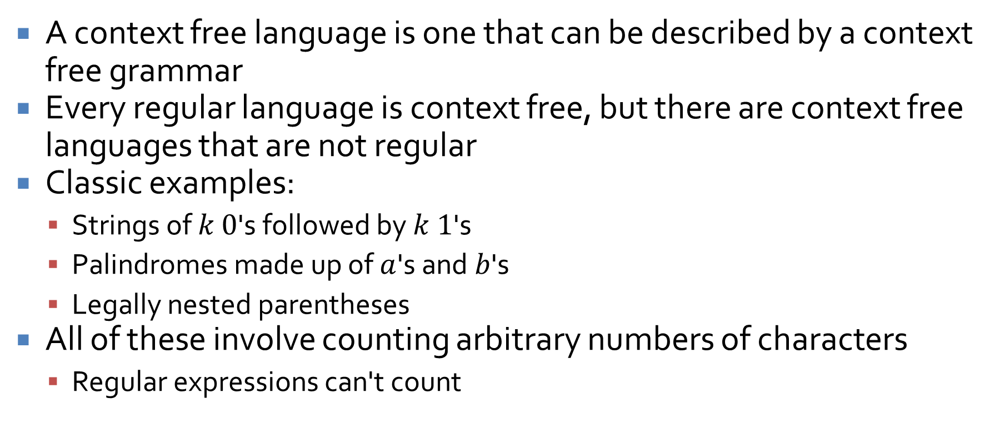 ▪ A context free language is one that can be described by a context
free grammar
▪ Every regular language is context free, but there are context free
languages that are not regular
▪ Classic examples:
▪ Strings of k 0's followed by k 1's
▪ Palindromes made up of a's and b's
▪ Legally nested parentheses
▪ All of these involve counting arbitrary numbers of characters
▪ Regular expressions can't count